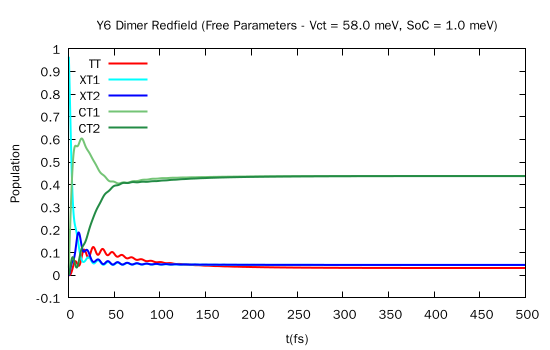 Y6 Dimer Redfield (Free Parameters - Vct = 58.0 meV, SoC = 1.0 meV)
1
0.9
0.8
0.7
0.6
0.5
0.4
0.3
0.2
0.1
0
-0.1
Population
TT
XT1
XT2
CT1
CT2
0 50 100 150 200 250 300 350 400 450 500
t(fs)